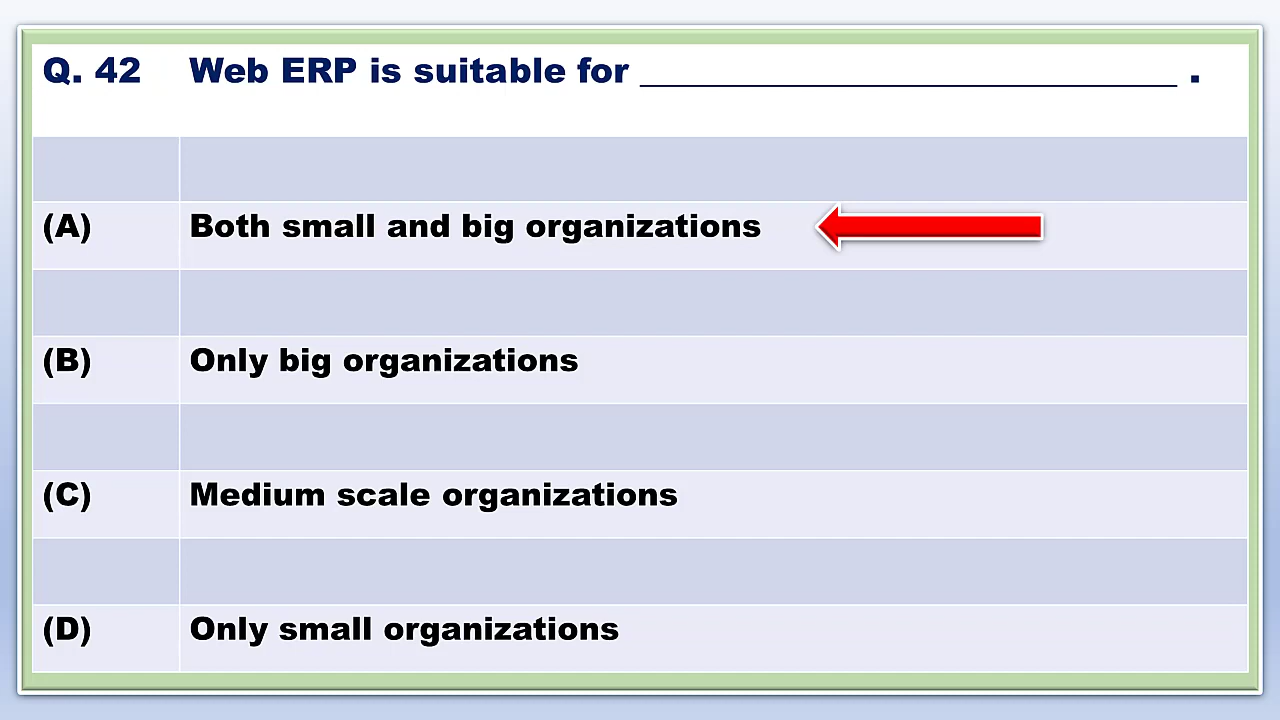 Q. 42 Web ERP is suitable for ______________________________ .
(A) Both small and big organizations
(B) Only big organizations
(C) Medium scale organizations
(D) Only small organizations